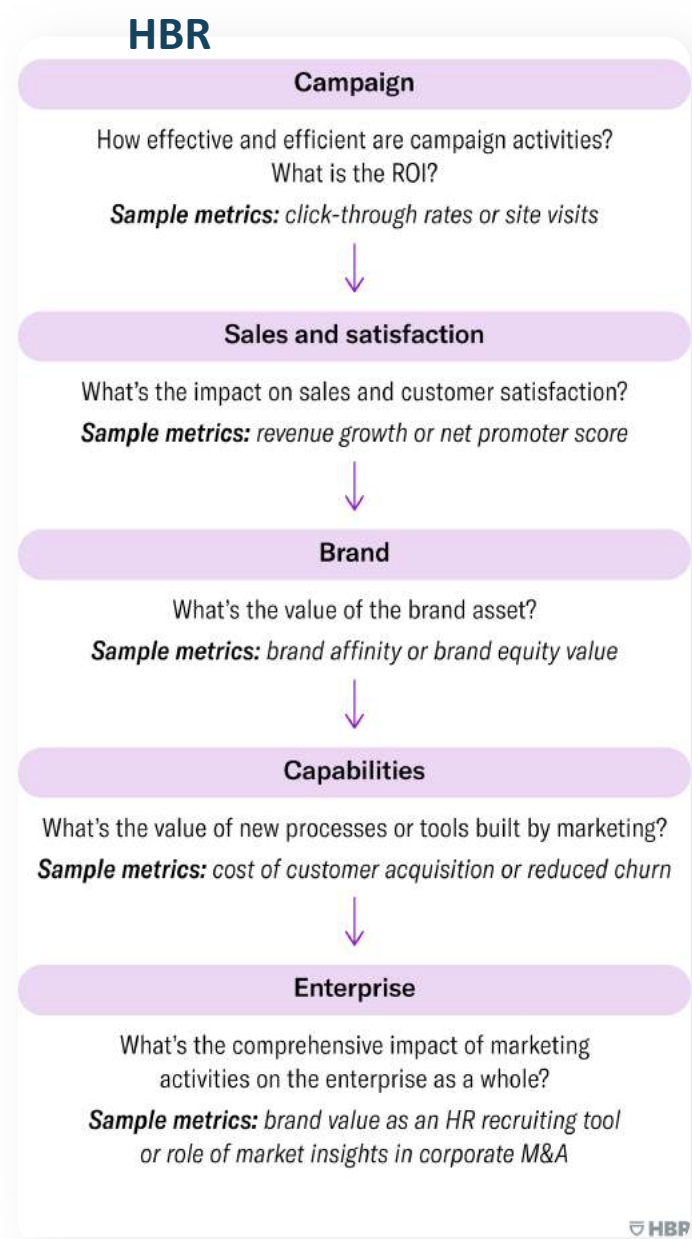 HBR
Campaign
How effective and efficient are campaign activities?
What is the ROI?
Sample metrics: click-through rates or site visits
Sales and satisfaction
What's the impact on sales and customer satisfaction?
Sample metrics: revenue growth or net promoter score
Brand
What's the value of the brand asset?
Sample metrics: brand affinity or brand equity value
Capabilities
What's the value of new processes or tools built by marketing?
Sample metrics: cost of customer acquisition or reduced churn
Enterprise
What's the comprehensive impact of marketing
activities on the enterprise as a whole?
Sample metrics: brand value as an HR recruiting tool
or role of market insights in corporate M&A
HBR